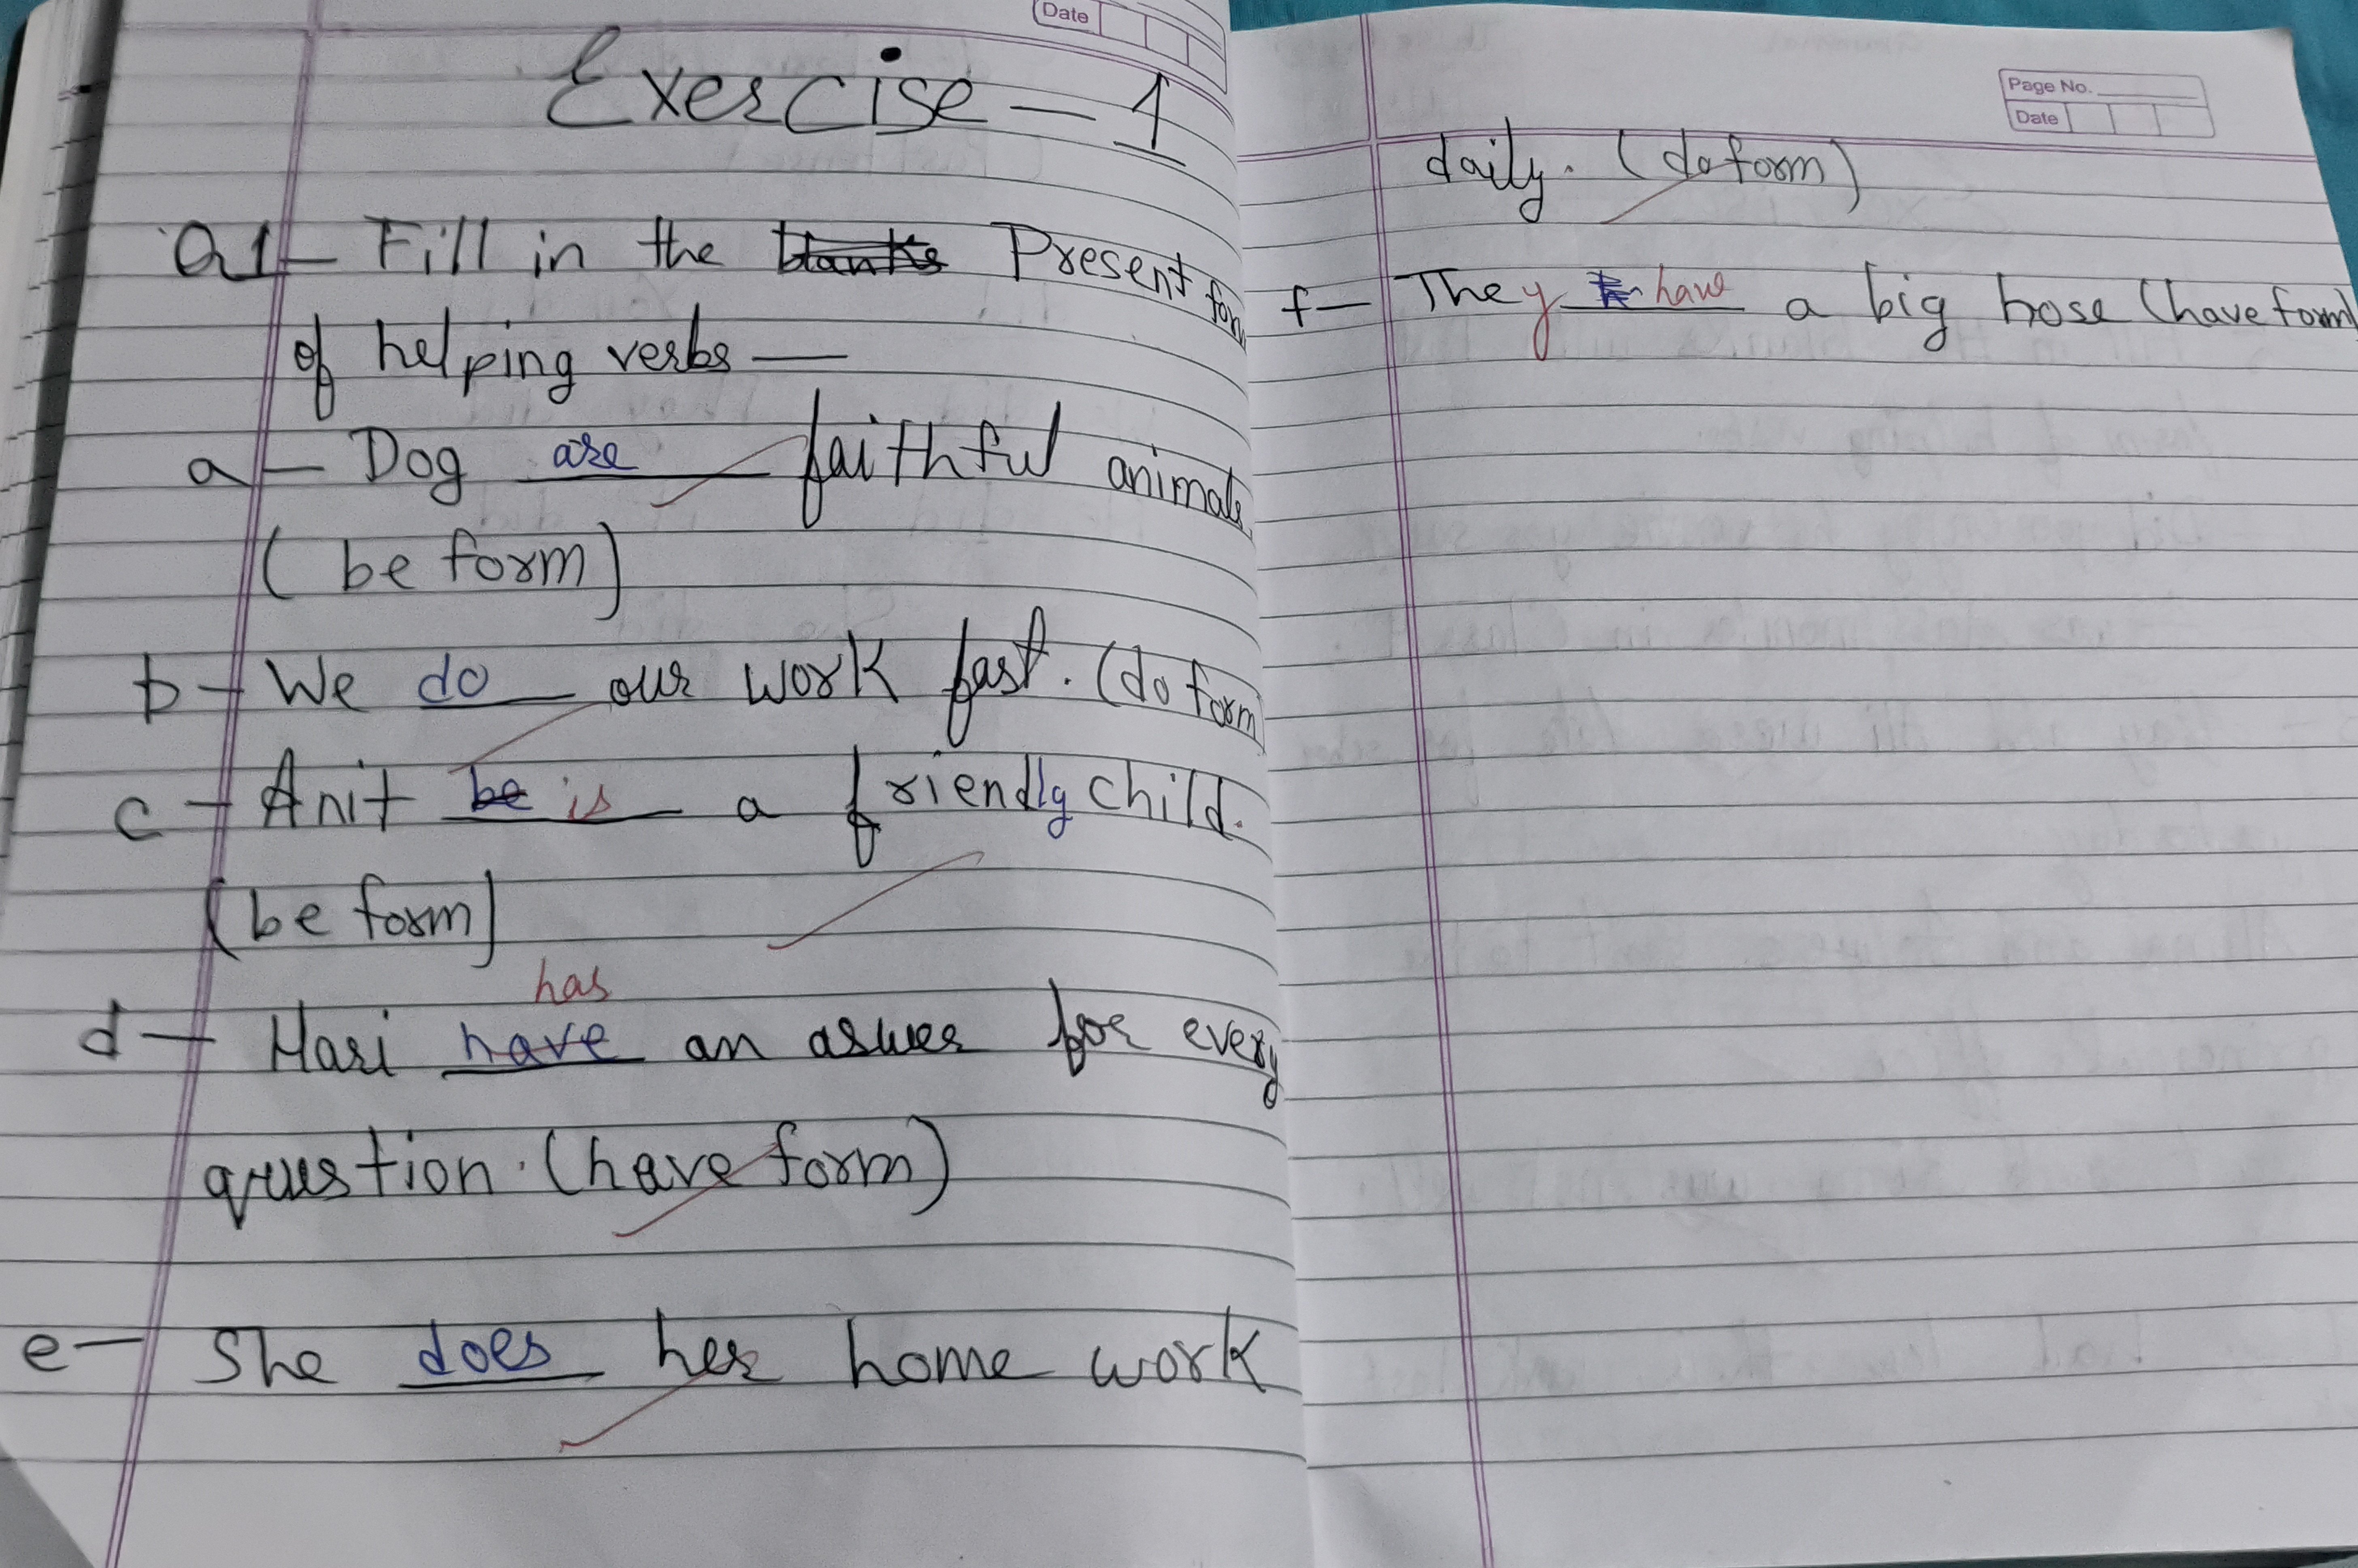 Date
Exercise - 1
Q1 - Fill in the blanks Present form
of helping verbs —
a - Dog are faithful animals
(be form)
b - We do our work fast. (do form
c - Anit be is a friendly child.
(be form)
has
d - Hari have an aswer for every
question. (have form)
e - She does her home work
Page No.
Date
daily. (do form)
f - They have a big hose (have form)